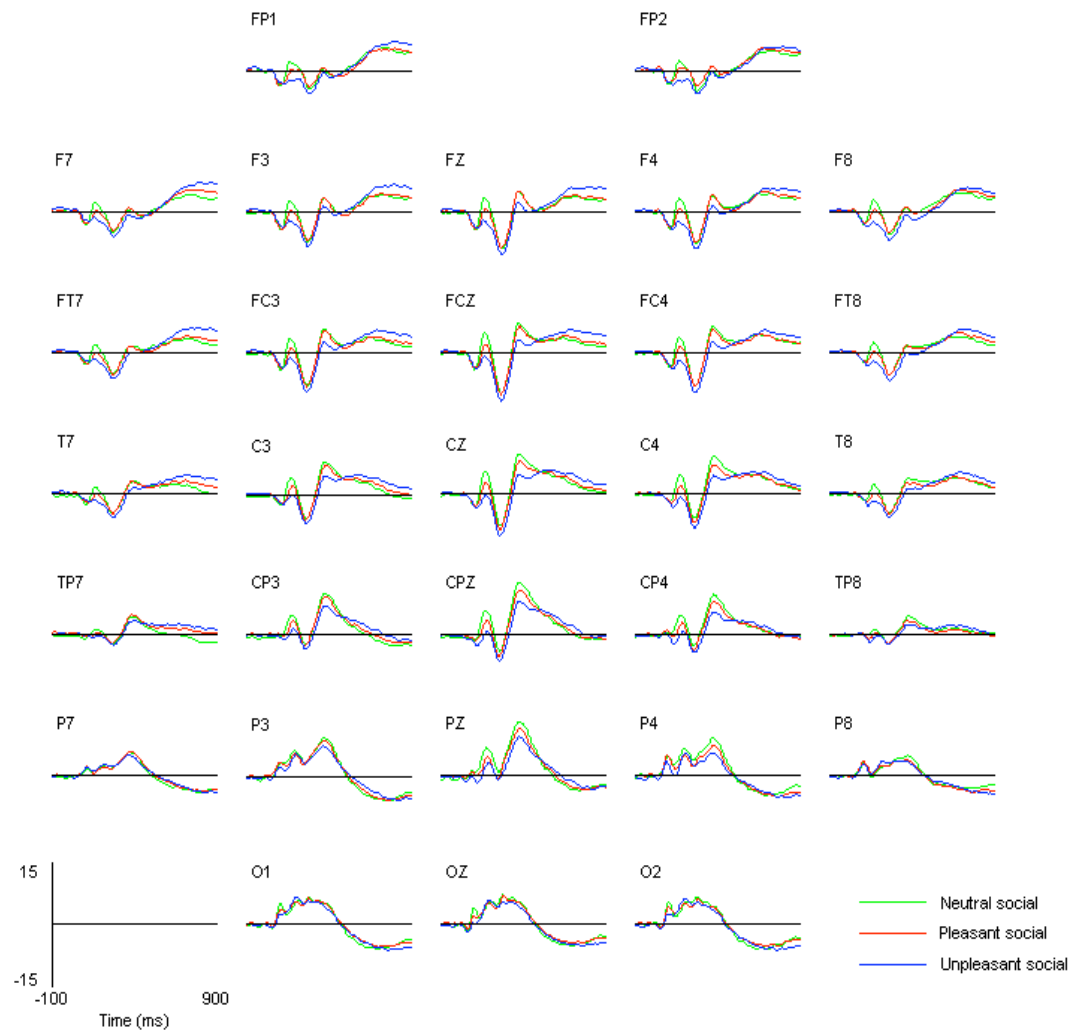 FP1 FP2
F7 F3 FZ F4 F8
FT7 FC3 FCZ FC4 FT8
T7 C3 CZ C4 T8
TP7 CP3 CPZ CP4 TP8
P7 P3 PZ P4 P8
15 O1 OZ O2
Neutral social
Pleasant social
Unpleasant social
-15
-100 900
Time (ms)